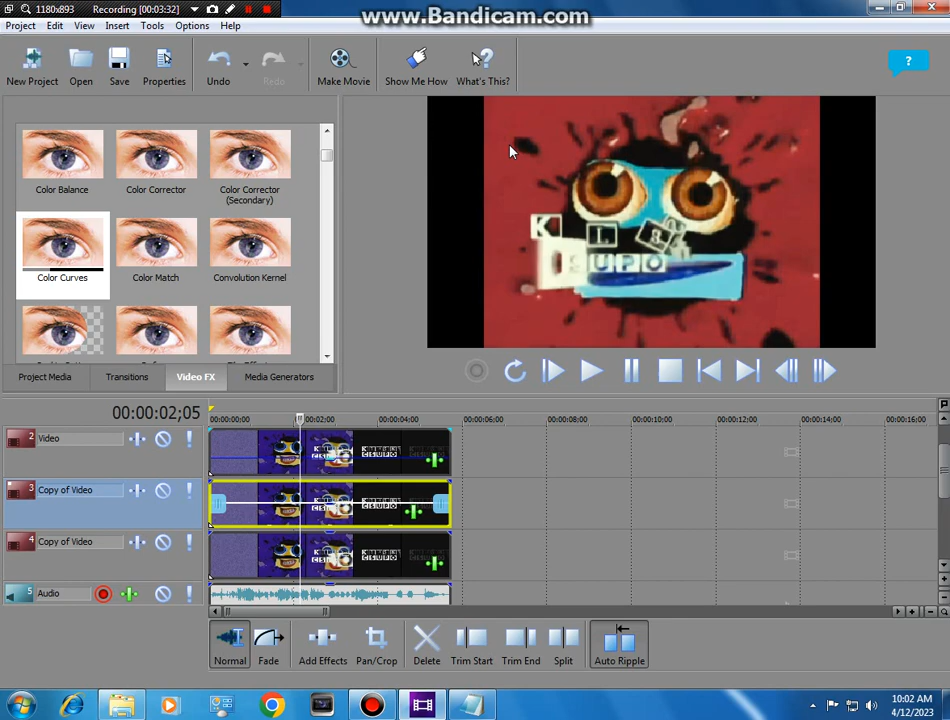 1180x893 Recording [00:03:32]
www.Bandicam.com
Project Edit View Insert Tools Options Help
New Project Open Save Properties Undo Redo Make Movie Show Me How What's This?
?
Color Balance Color Corrector Color Corrector (Secondary)
Color Curves Color Match Convolution Kernel
K L
S U P O
Project Media Transitions Video FX Media Generators
00:00:02;05
00:00:00;00 00:00:02;00 00:00:04;00 00:00:06;00 00:00:08;00 00:00:10;00 00:00:12;00 00:00:14;00 00:00:16;00
2 Video
3 Copy of Video
4 Copy of Video
5 Audio
Normal Fade Add Effects Pan/Crop Delete Trim Start Trim End Split Auto Ripple
10:02 AM
4/12/2023